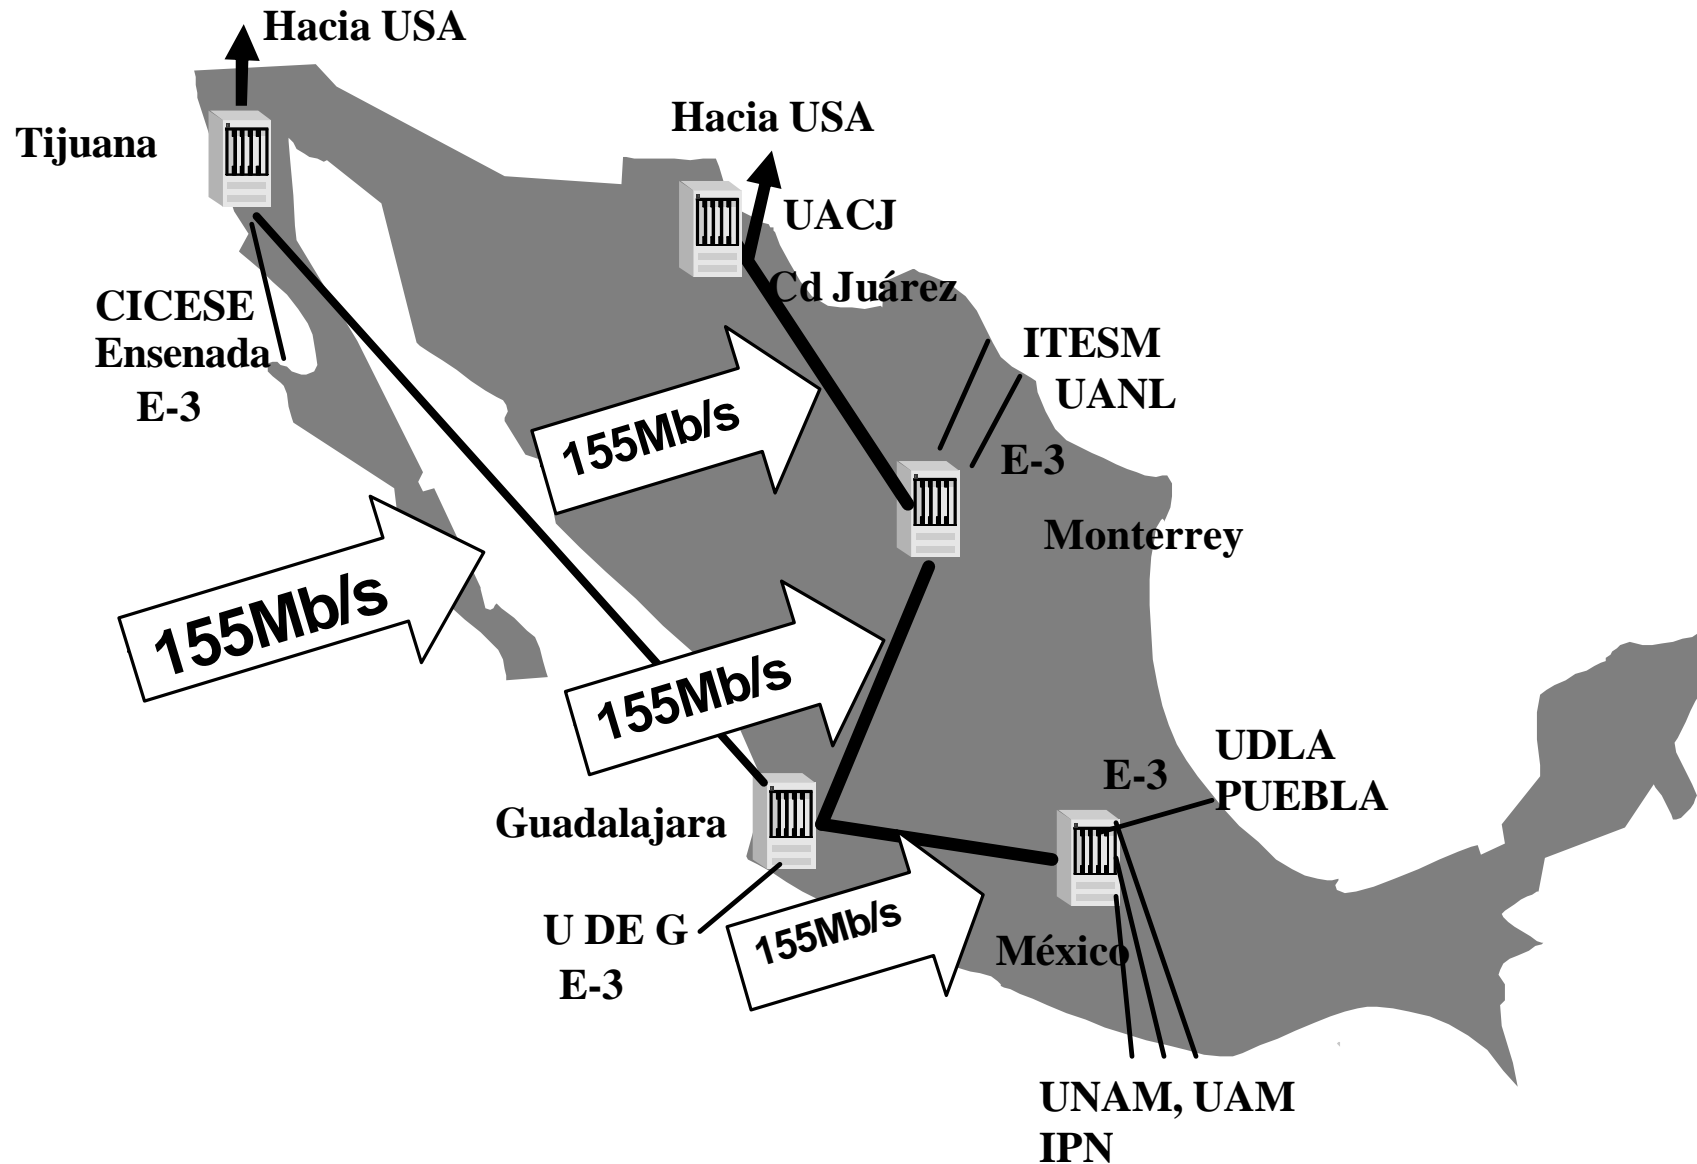 Hacia USA
Tijuana
Hacia USA
UACJ
Cd Juárez
CICESE
Ensenada
E-3
ITESM
UANL
E-3
155Mb/s
Monterrey
155Mb/s
155Mb/s
UDLA
PUEBLA
E-3
Guadalajara
U DE G
E-3
155Mb/s
México
UNAM, UAM
IPN